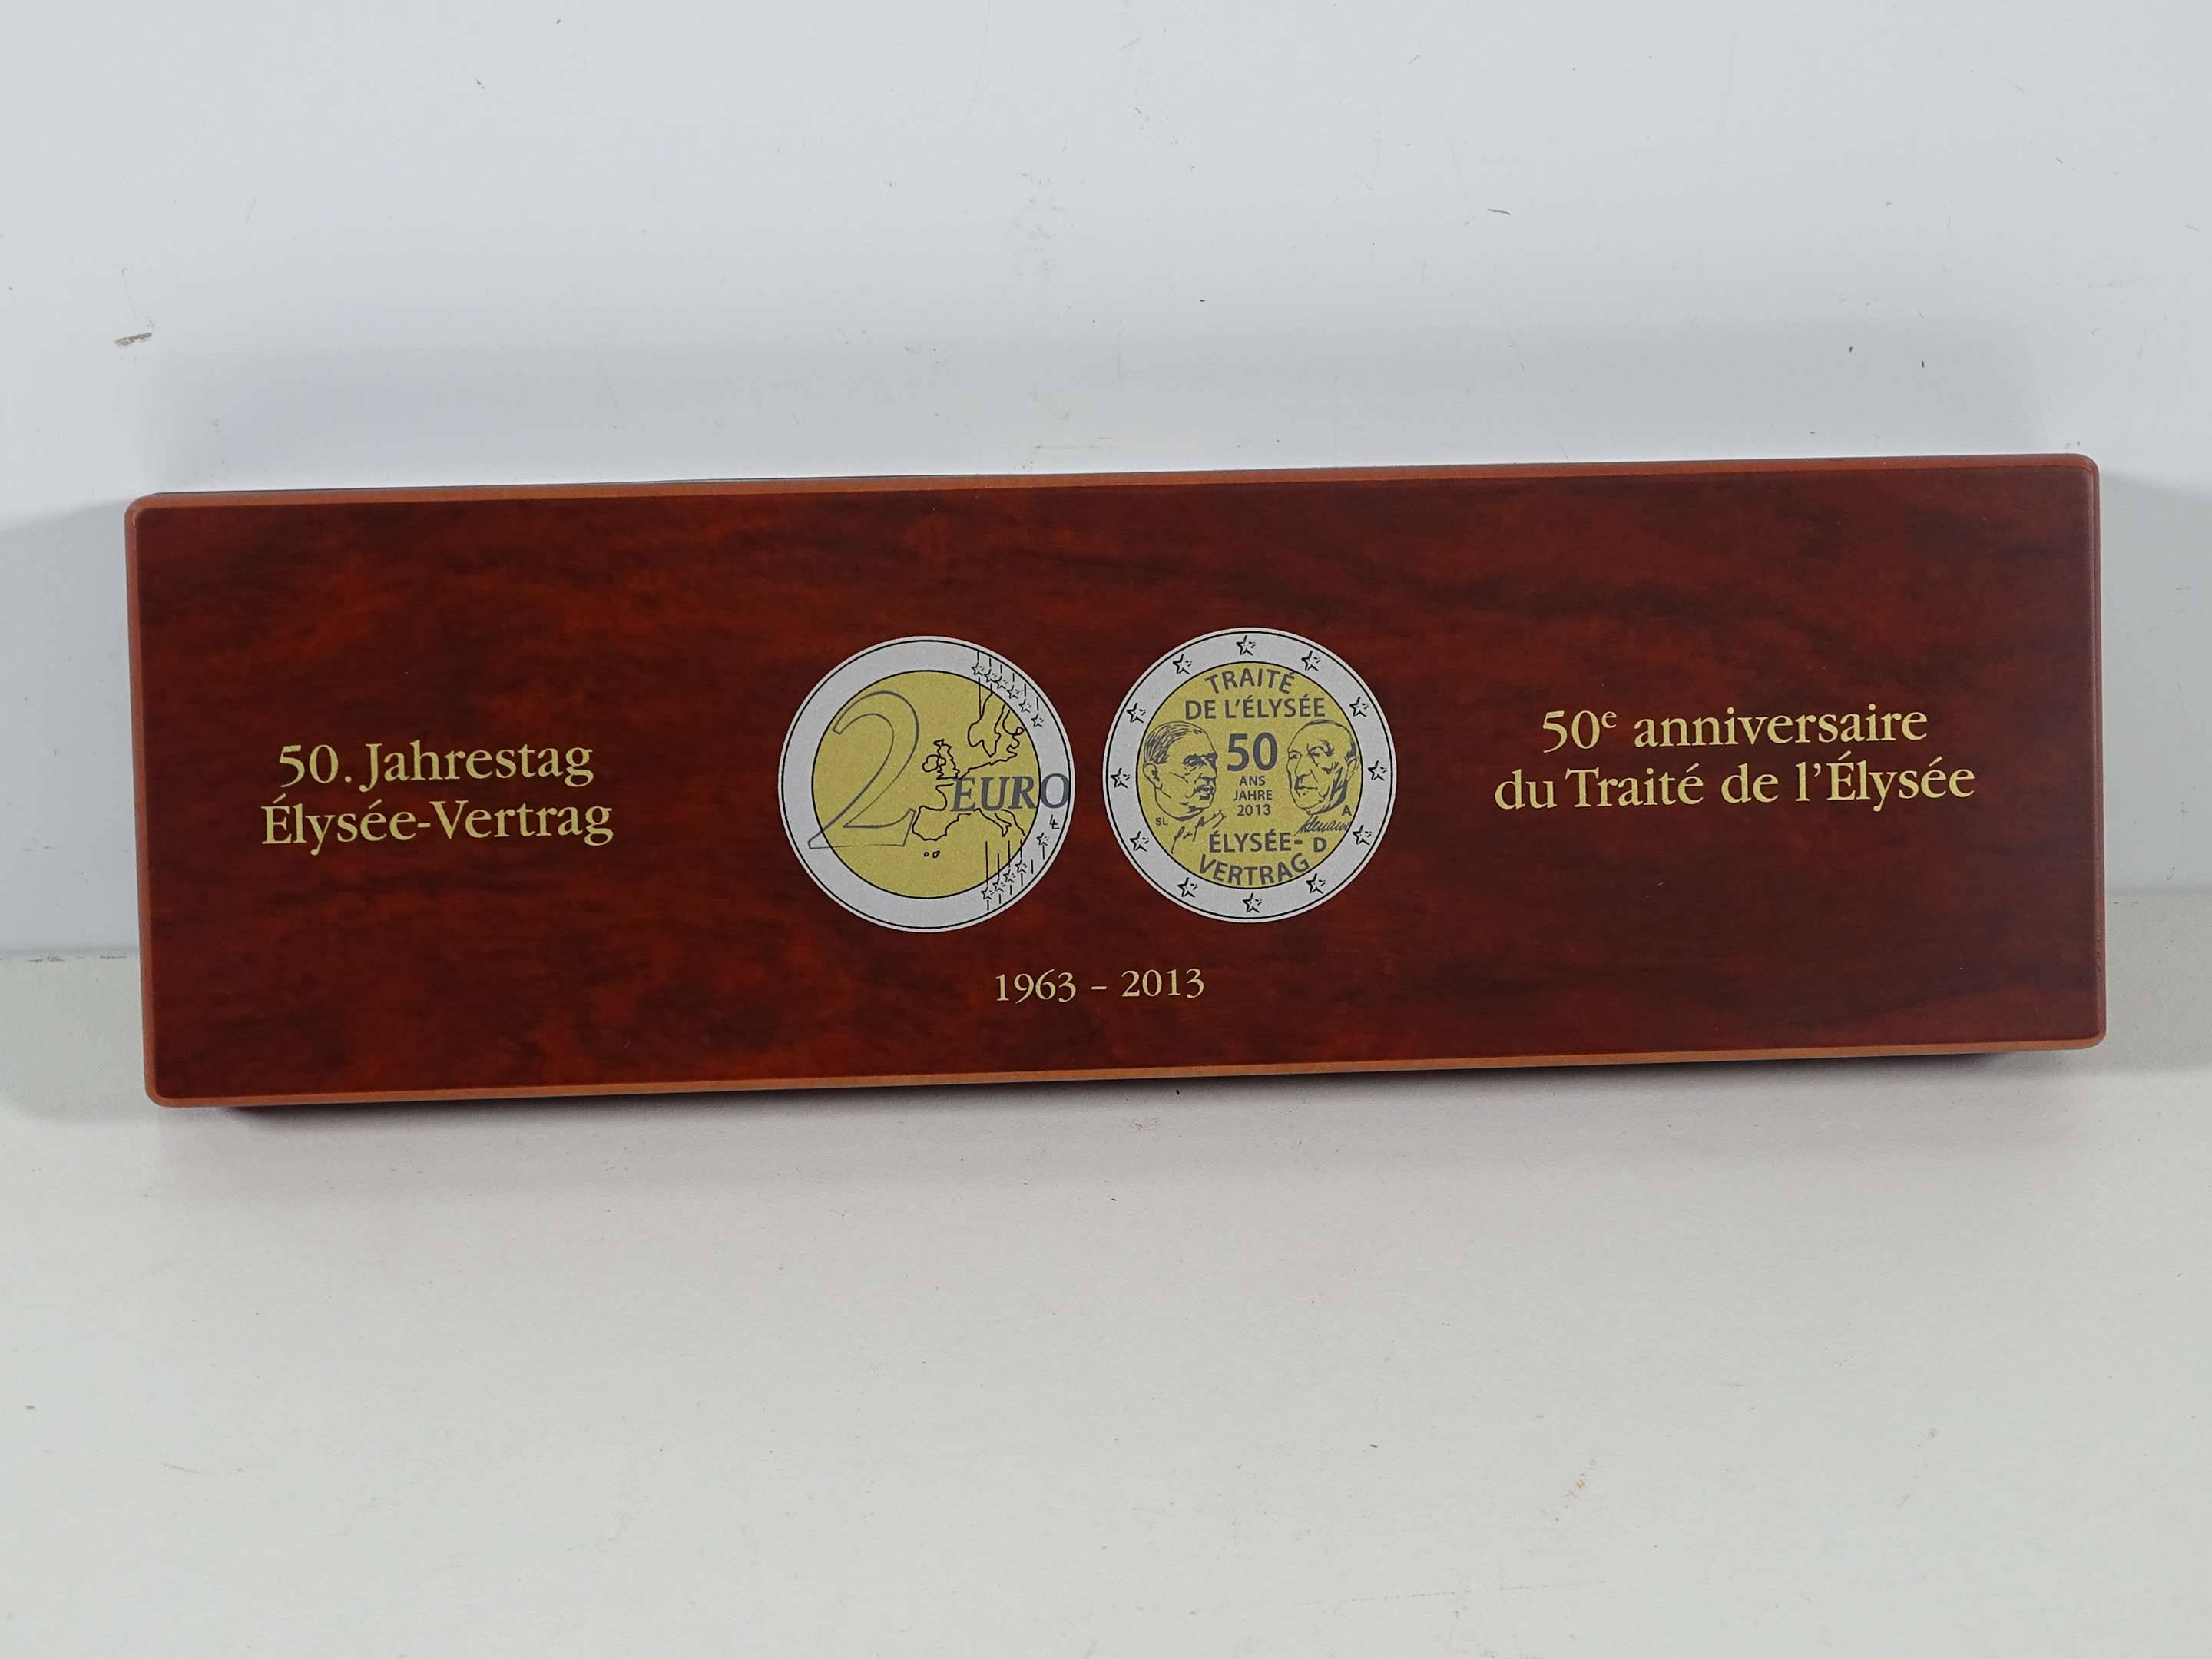 50. Jahrestag
Élysée-Vertrag
2 EURO
TRAITÉ
DE L'ÉLYSÉE
50
ANS
JAHRE
2013
SL
A
ÉLYSÉE- D
VERTRAG
50e anniversaire
du Traité de l'Élysée
1963 - 2013